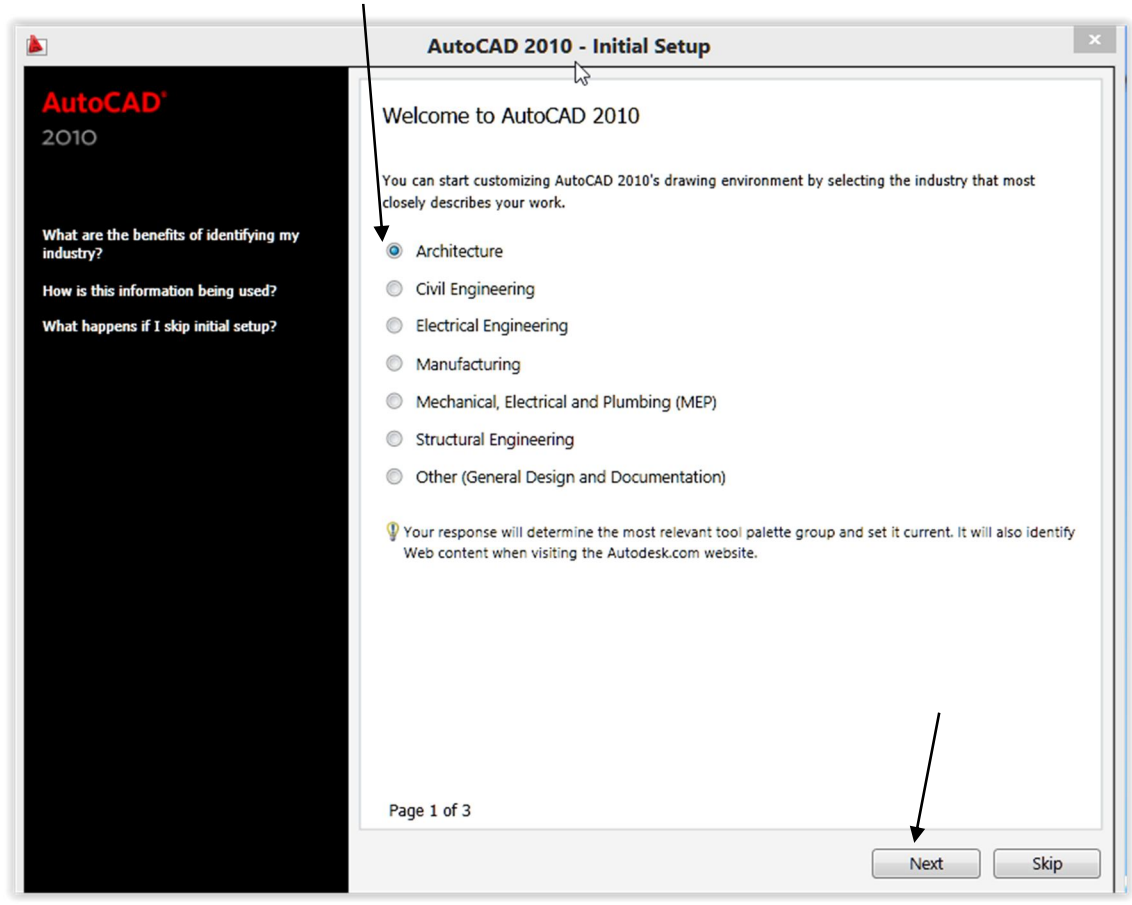 AutoCAD 2010 - Initial Setup
AutoCAD®
2010
What are the benefits of identifying my
industry?
How is this information being used?
What happens if I skip initial setup?
Welcome to AutoCAD 2010
You can start customizing AutoCAD 2010's drawing environment by selecting the industry that most
closely describes your work.
Architecture
Civil Engineering
Electrical Engineering
Manufacturing
Mechanical, Electrical and Plumbing (MEP)
Structural Engineering
Other (General Design and Documentation)
Your response will determine the most relevant tool palette group and set it current. It will also identify
Web content when visiting the Autodesk.com website.
Page 1 of 3
Next
Skip